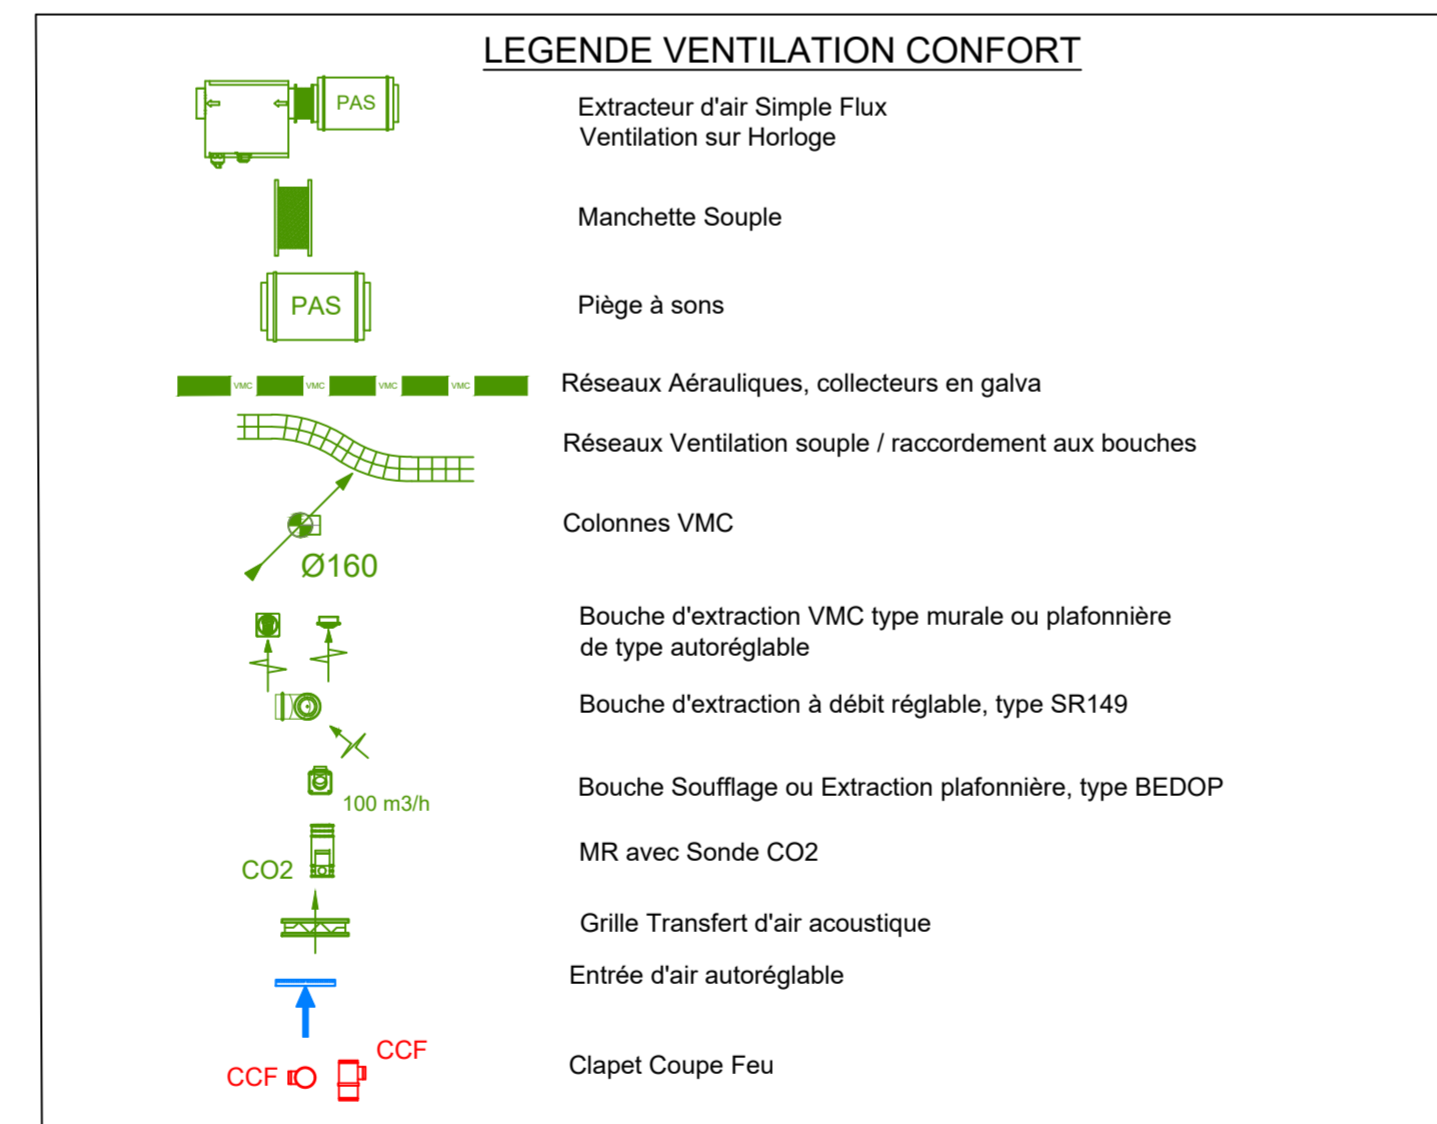 LEGENDE VENTILATION CONFORT
PAS
Extracteur d'air Simple Flux
Ventilation sur Horloge
Manchette Souple
PAS
Piège à sons
VMC VMC VMC VMC
Réseaux Aérauliques, collecteurs en galva
Réseaux Ventilation souple / raccordement aux bouches
Colonnes VMC
Ø160
Bouche d'extraction VMC type murale ou plafonnière
de type autoréglable
Bouche d'extraction à débit réglable, type SR149
Bouche Soufflage ou Extraction plafonnière, type BEDOP
100 m3/h
MR avec Sonde CO2
CO2
Grille Transfert d'air acoustique
Entrée d'air autoréglable
CCF
CCF
Clapet Coupe Feu